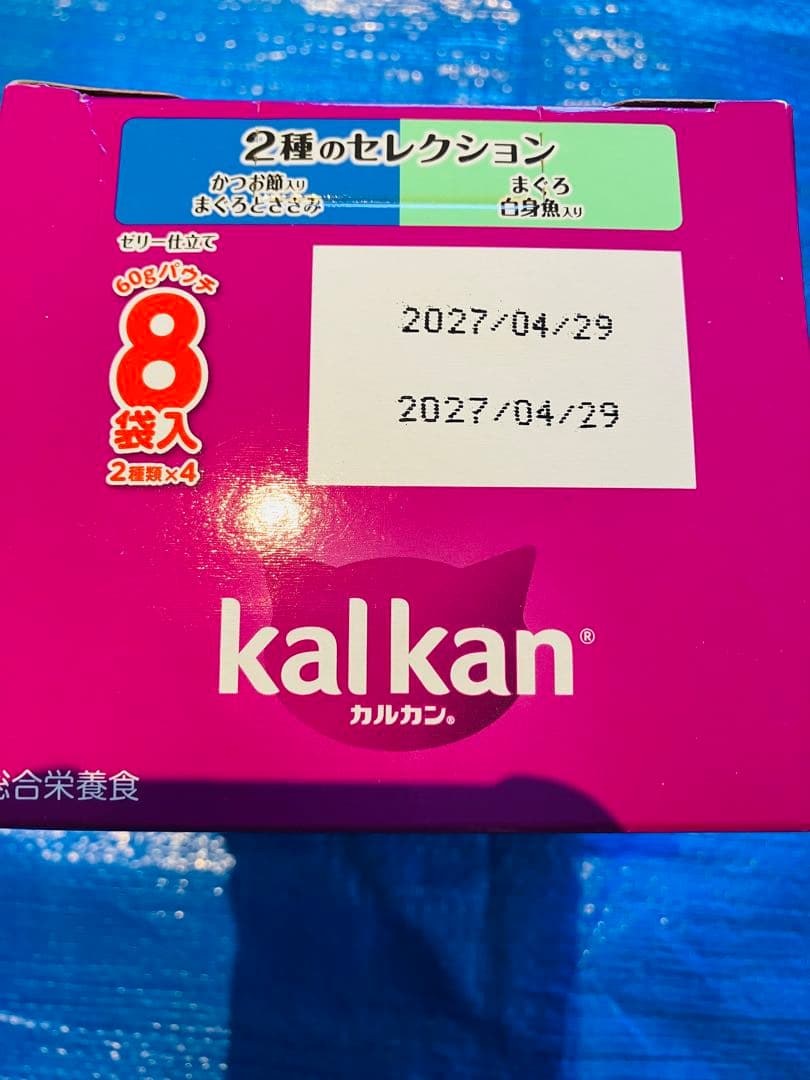 2種のセレクション
かつお節入り
まぐろとささみ
まぐろ
白身魚入り
ゼリー仕立て
60gパウチ
8
袋入
2種類×4
2027/04/29
2027/04/29
kal kan®
カルカン®
総合栄養食